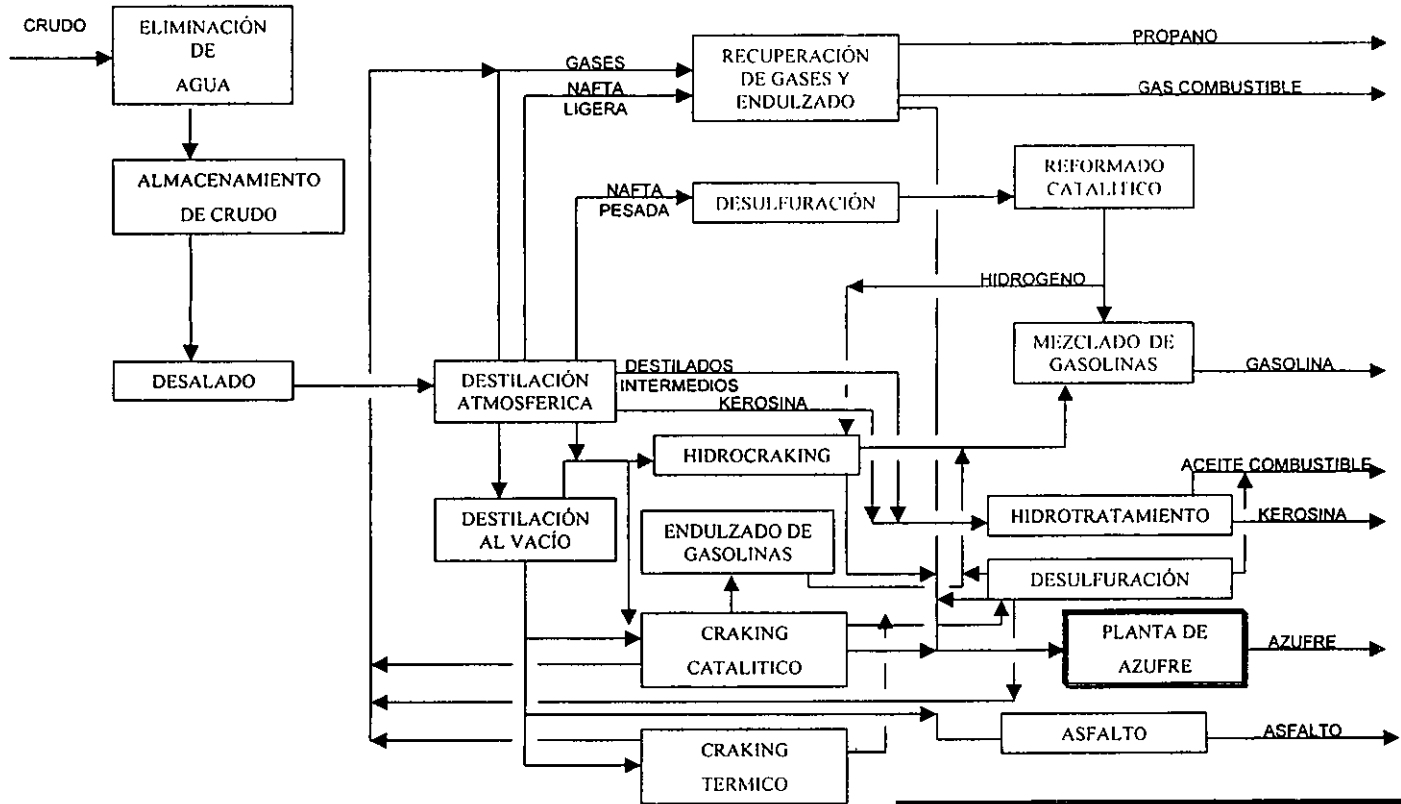 CRUDO
ELIMINACIÓN
DE
AGUA
ALMACENAMIENTO
DE CRUDO
DESALADO
GASES
NAFTA
LIGERA
RECUPERACIÓN
DE GASES Y
ENDULZADO
PROPANO
GAS COMBUSTIBLE
NAFTA
PESADA
DESULFURACIÓN
REFORMADO
CATALITICO
HIDROGENO
MEZCLADO DE
GASOLINAS
GASOLINA
DESTILACIÓN
ATMOSFERICA
DESTILADOS
INTERMEDIOS
KEROSINA
HIDROCRAKING
ACEITE COMBUSTIBLE
DESTILACIÓN
AL VACÍO
ENDULZADO DE
GASOLINAS
HIDROTRATAMIENTO
KEROSINA
DESULFURACIÓN
CRAKING
CATALITICO
PLANTA DE
AZUFRE
AZUFRE
ASFALTO
ASFALTO
CRAKING
TERMICO